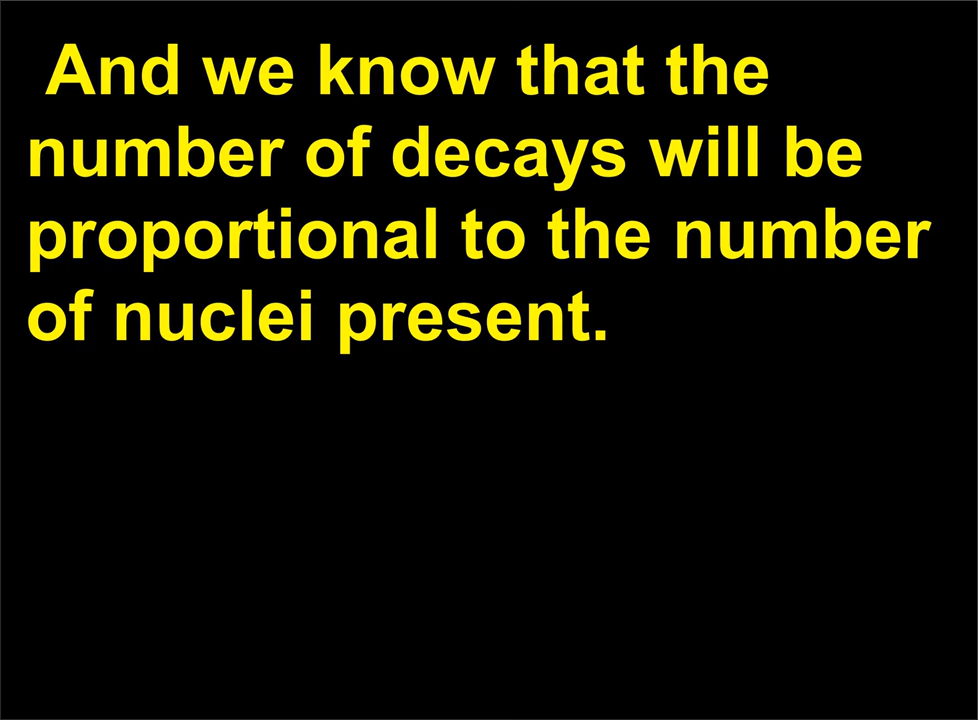 And we know that the
number of decays will be
proportional to the number
of nuclei present.